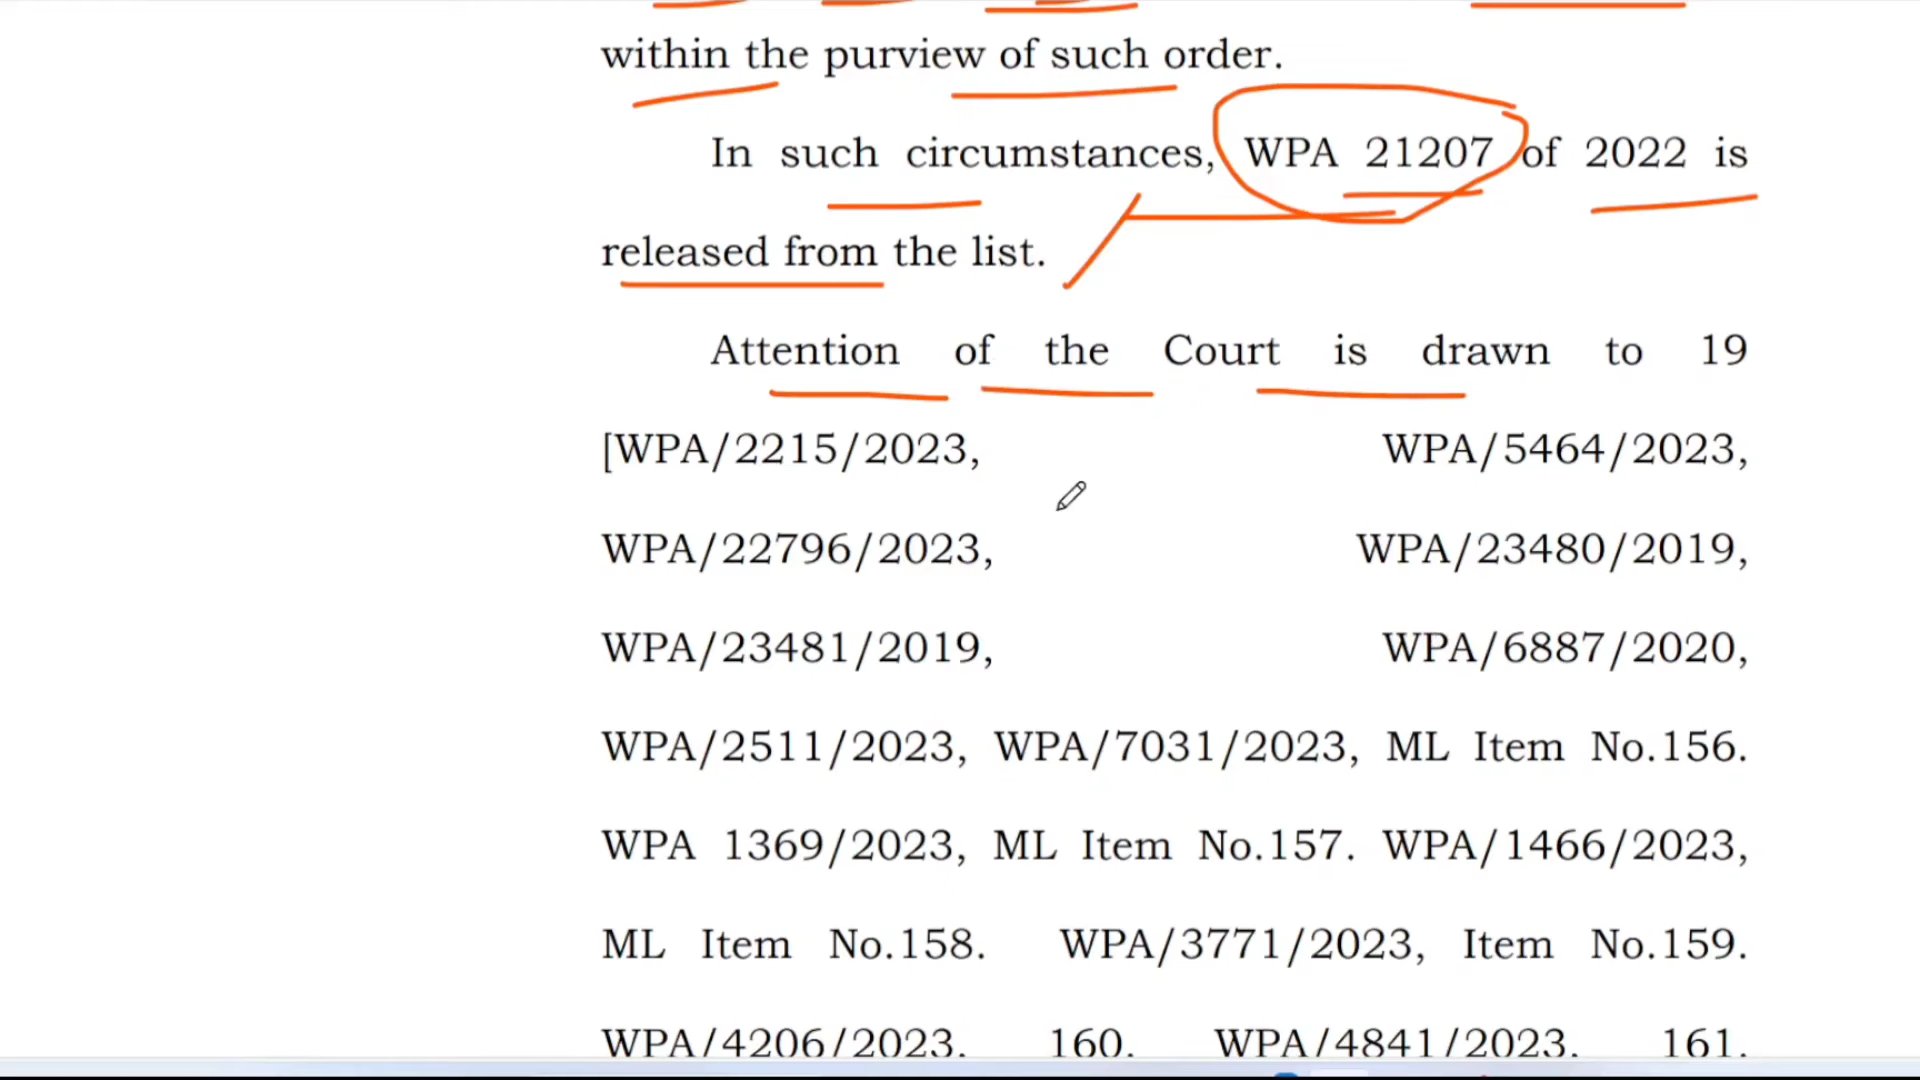 within the purview of such order.
In such circumstances, WPA 21207 of 2022 is
released from the list.
Attention of the Court is drawn to 19
[WPA/2215/2023, WPA/5464/2023,
WPA/22796/2023, WPA/23480/2019,
WPA/23481/2019, WPA/6887/2020,
WPA/2511/2023, WPA/7031/2023, ML Item No.156.
WPA 1369/2023, ML Item No.157. WPA/1466/2023,
ML Item No.158. WPA/3771/2023, Item No.159.
WPA/4206/2023, 160. WPA/4841/2023, 161.